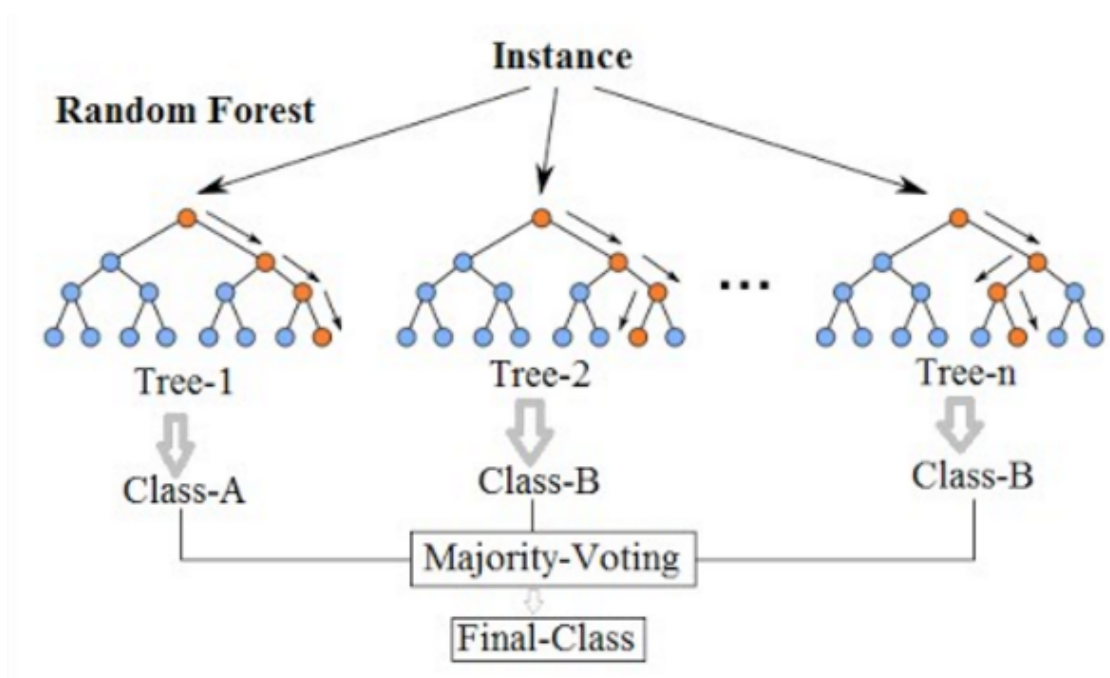 Instance
Random Forest
...
Tree-1
Tree-2
Tree-n
Class-A
Class-B
Class-B
Majority-Voting
Final-Class